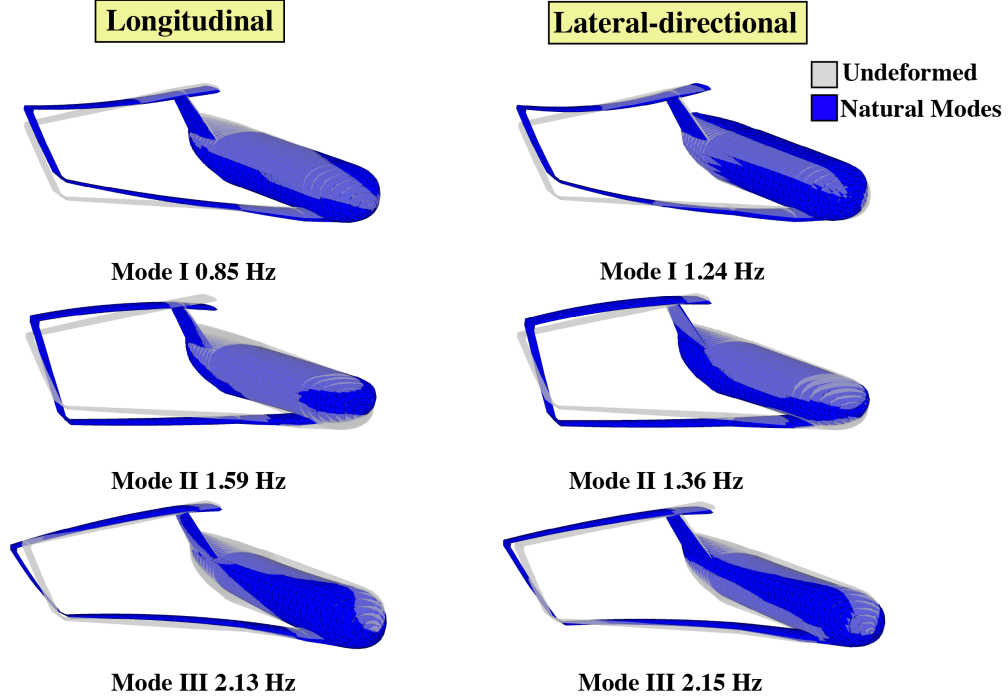 Longitudinal
Lateral-directional
Undeformed
Natural Modes
Mode I 0.85 Hz
Mode I 1.24 Hz
Mode II 1.59 Hz
Mode II 1.36 Hz
Mode III 2.13 Hz
Mode III 2.15 Hz